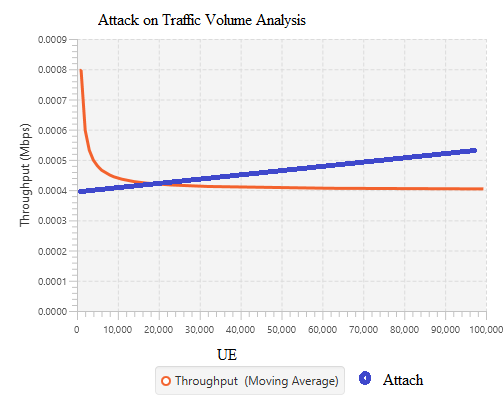 Attack on Traffic Volume Analysis
0.0009
0.0008
0.0007
0.0006
0.0005
0.0004
0.0003
0.0002
0.0001
0.0000
Throughput (Mbps)
0 10,000 20,000 30,000 40,000 50,000 60,000 70,000 80,000 90,000 100,000
UE
Throughput (Moving Average) Attach